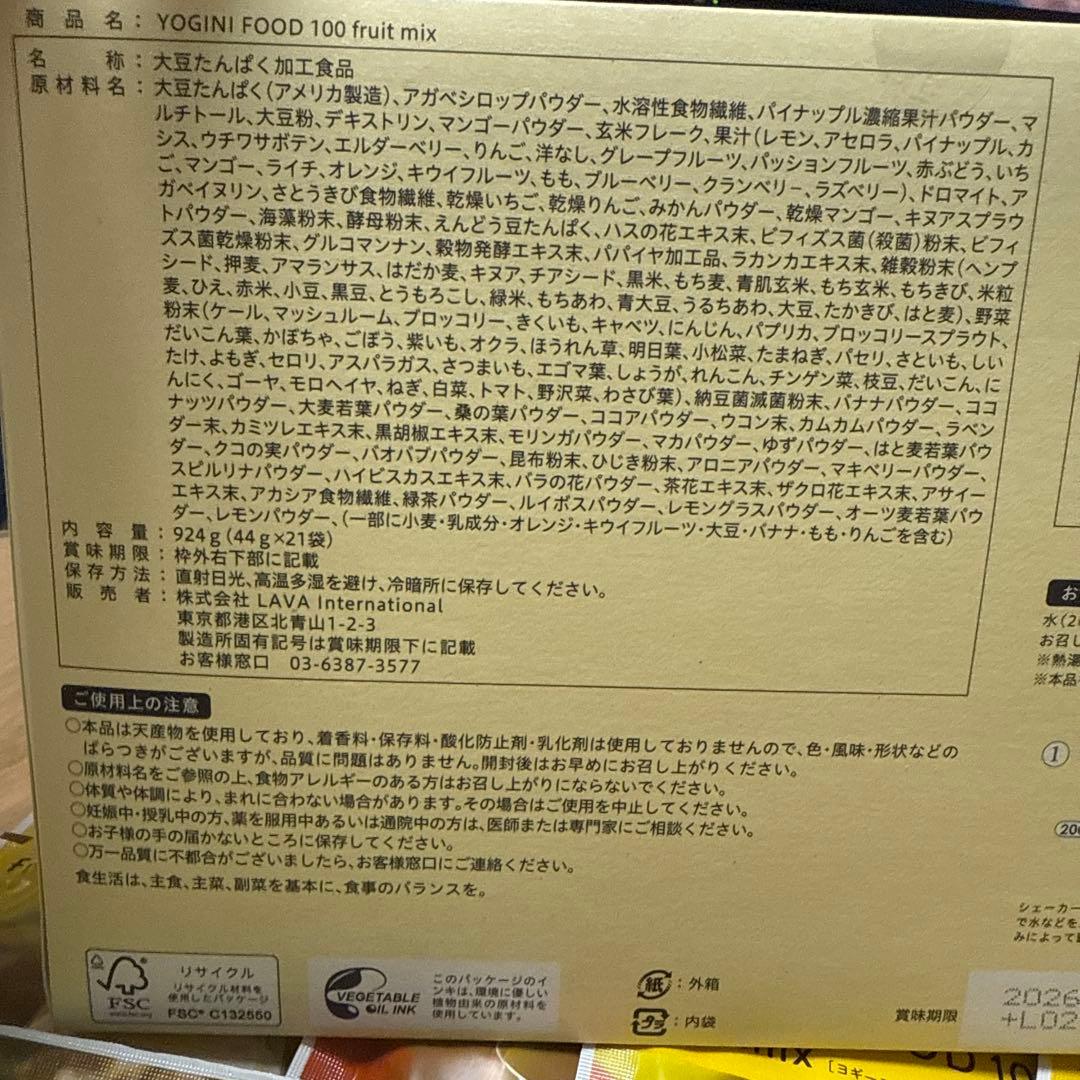 商品名：YOGINI FOOD 100 fruit mix
名称：大豆たんぱく加工食品
原材料名：大豆たんぱく(アメリカ製造)、アガベシロップパウダー、水溶性食物繊維、パイナップル濃縮果汁パウダー、マ
ルチトール、大豆粉、デキストリン、マンゴーパウダー、玄米フレーク、果汁(レモン、アセロラ、パイナップル、カ
シス、ウチワサボテン、エルダーベリー、りんご、洋なし、グレープフルーツ、パッションフルーツ、赤ぶどう、いち
ご、マンゴー、ライチ、オレンジ、キウイフルーツ、もも、ブルーベリー、クランベリー、ラズベリー)、ドロマイト、ア
ガベイヌリン、さとうきび食物繊維、乾燥いちご、乾燥りんご、みかんパウダー、乾燥マンゴー、キヌアスプラウ
トパウダー、海藻粉末、酵母粉末、えんどう豆たんぱく、ハスの花エキス末、ビフィズス菌(殺菌)粉末、ビフィ
ズス菌乾燥粉末、グルコマンナン、穀物発酵エキス末、パパイヤ加工品、ラカンカエキス末、雑穀粉末(ヘンプ
シード、押麦、アマランサス、はだか麦、キヌア、チアシード、黒米、もち麦、青肌玄米、もち玄米、もちきび、米粒
麦、ひえ、赤米、小豆、黒豆、とうもろこし、緑米、もちあわ、青大豆、うるちあわ、大豆、たかきび、はと麦)、野菜
粉末(ケール、マッシュルーム、ブロッコリー、きくいも、キャベツ、にんじん、パプリカ、ブロッコリースプラウト、
だいこん葉、かぼちゃ、ごぼう、紫いも、オクラ、ほうれん草、明日葉、小松菜、たまねぎ、パセリ、さといも、しい
たけ、よもぎ、セロリ、アスパラガス、さつまいも、エゴマ葉、しょうが、れんこん、チンゲン菜、枝豆、だいこん、に
んにく、ゴーヤ、モロヘイヤ、ねぎ、白菜、トマト、野沢菜、わさび葉)、納豆菌滅菌粉末、バナナパウダー、ココ
ナッツパウダー、大麦若葉パウダー、桑の葉パウダー、ココアパウダー、ウコン末、カムカムパウダー、ラベン
ダー末、カミツレエキス末、黒胡椒エキス末、モリンガパウダー、マカパウダー、ゆずパウダー、はと麦若葉パウ
ダー、クコの実パウダー、バオバブパウダー、昆布粉末、ひじき粉末、アロニアパウダー、マキベリーパウダー、
スピルリナパウダー、ハイビスカスエキス末、バラの花パウダー、茶花エキス末、ザクロ花エキス末、アサイー
エキス末、アカシア食物繊維、緑茶パウダー、ルイボスパウダー、レモングラスパウダー、オーツ麦若葉パウ
ダー、レモンパウダー、(一部に小麦・乳成分・オレンジ・キウイフルーツ・大豆・バナナ・もも・りんごを含む)
内容量：924g(44g×21袋)
賞味期限：枠外右下部に記載
保存方法：直射日光、高温多湿を避け、冷暗所に保存してください。
販売者：株式会社 LAVA International
東京都港区北青山1-2-3
製造所固有記号は賞味期限下に記載
お客様窓口 03-6387-3577
ご使用上の注意
○本品は天産物を使用しており、着香料・保存料・酸化防止剤・乳化剤は使用しておりませんので、色・風味・形状などの
ばらつきがございますが、品質に問題はありません。開封後はお早めにお召し上がりください。
○原材料名をご参照の上、食物アレルギーのある方はお召し上がりにならないでください。
○体質や体調により、まれに合わない場合があります。その場合はご使用を中止してください。
○妊娠中・授乳中の方、薬を服用中あるいは通院中の方は、医師または専門家にご相談ください。
○お子様の手の届かないところに保存してください。
○万一品質に不都合がございましたら、お客様窓口にご連絡ください。
食生活は、主食、主菜、副菜を基本に、食事のバランスを。
お
水(20
お召し
※熱湯
※本品
1
200
シェーカー
で水などを
みによって
FSC
www.fsc.org
リサイクル
リサイクル材料を
使用したパッケージ
FSC® C132550
VEGETABLE
OIL INK
このパッケージのイ
ンキは、環境に優しい
植物由来の原材料を
使用しています。
紙：外箱
プラ：内袋
賞味期限
2026
+L02
mix
[ヨギー
OD 10